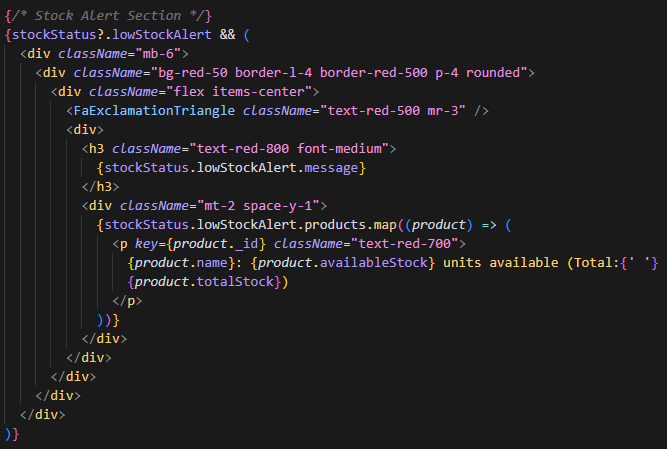 {/* Stock Alert Section */}
{stockStatus?.lowStockAlert && (
  <div className="mb-6">
    <div className="bg-red-50 border-l-4 border-red-500 p-4 rounded">
      <div className="flex items-center">
        <FaExclamationTriangle className="text-red-500 mr-3" />
        <div>
          <h3 className="text-red-800 font-medium">
            {stockStatus.lowStockAlert.message}
          </h3>
          <div className="mt-2 space-y-1">
            {stockStatus.lowStockAlert.products.map((product) => (
              <p key={product._id} className="text-red-700">
                {product.name}: {product.availableStock} units available (Total:{' '}
                {product.totalStock})
              </p>
            ))}
          </div>
        </div>
      </div>
    </div>
  </div>
)}